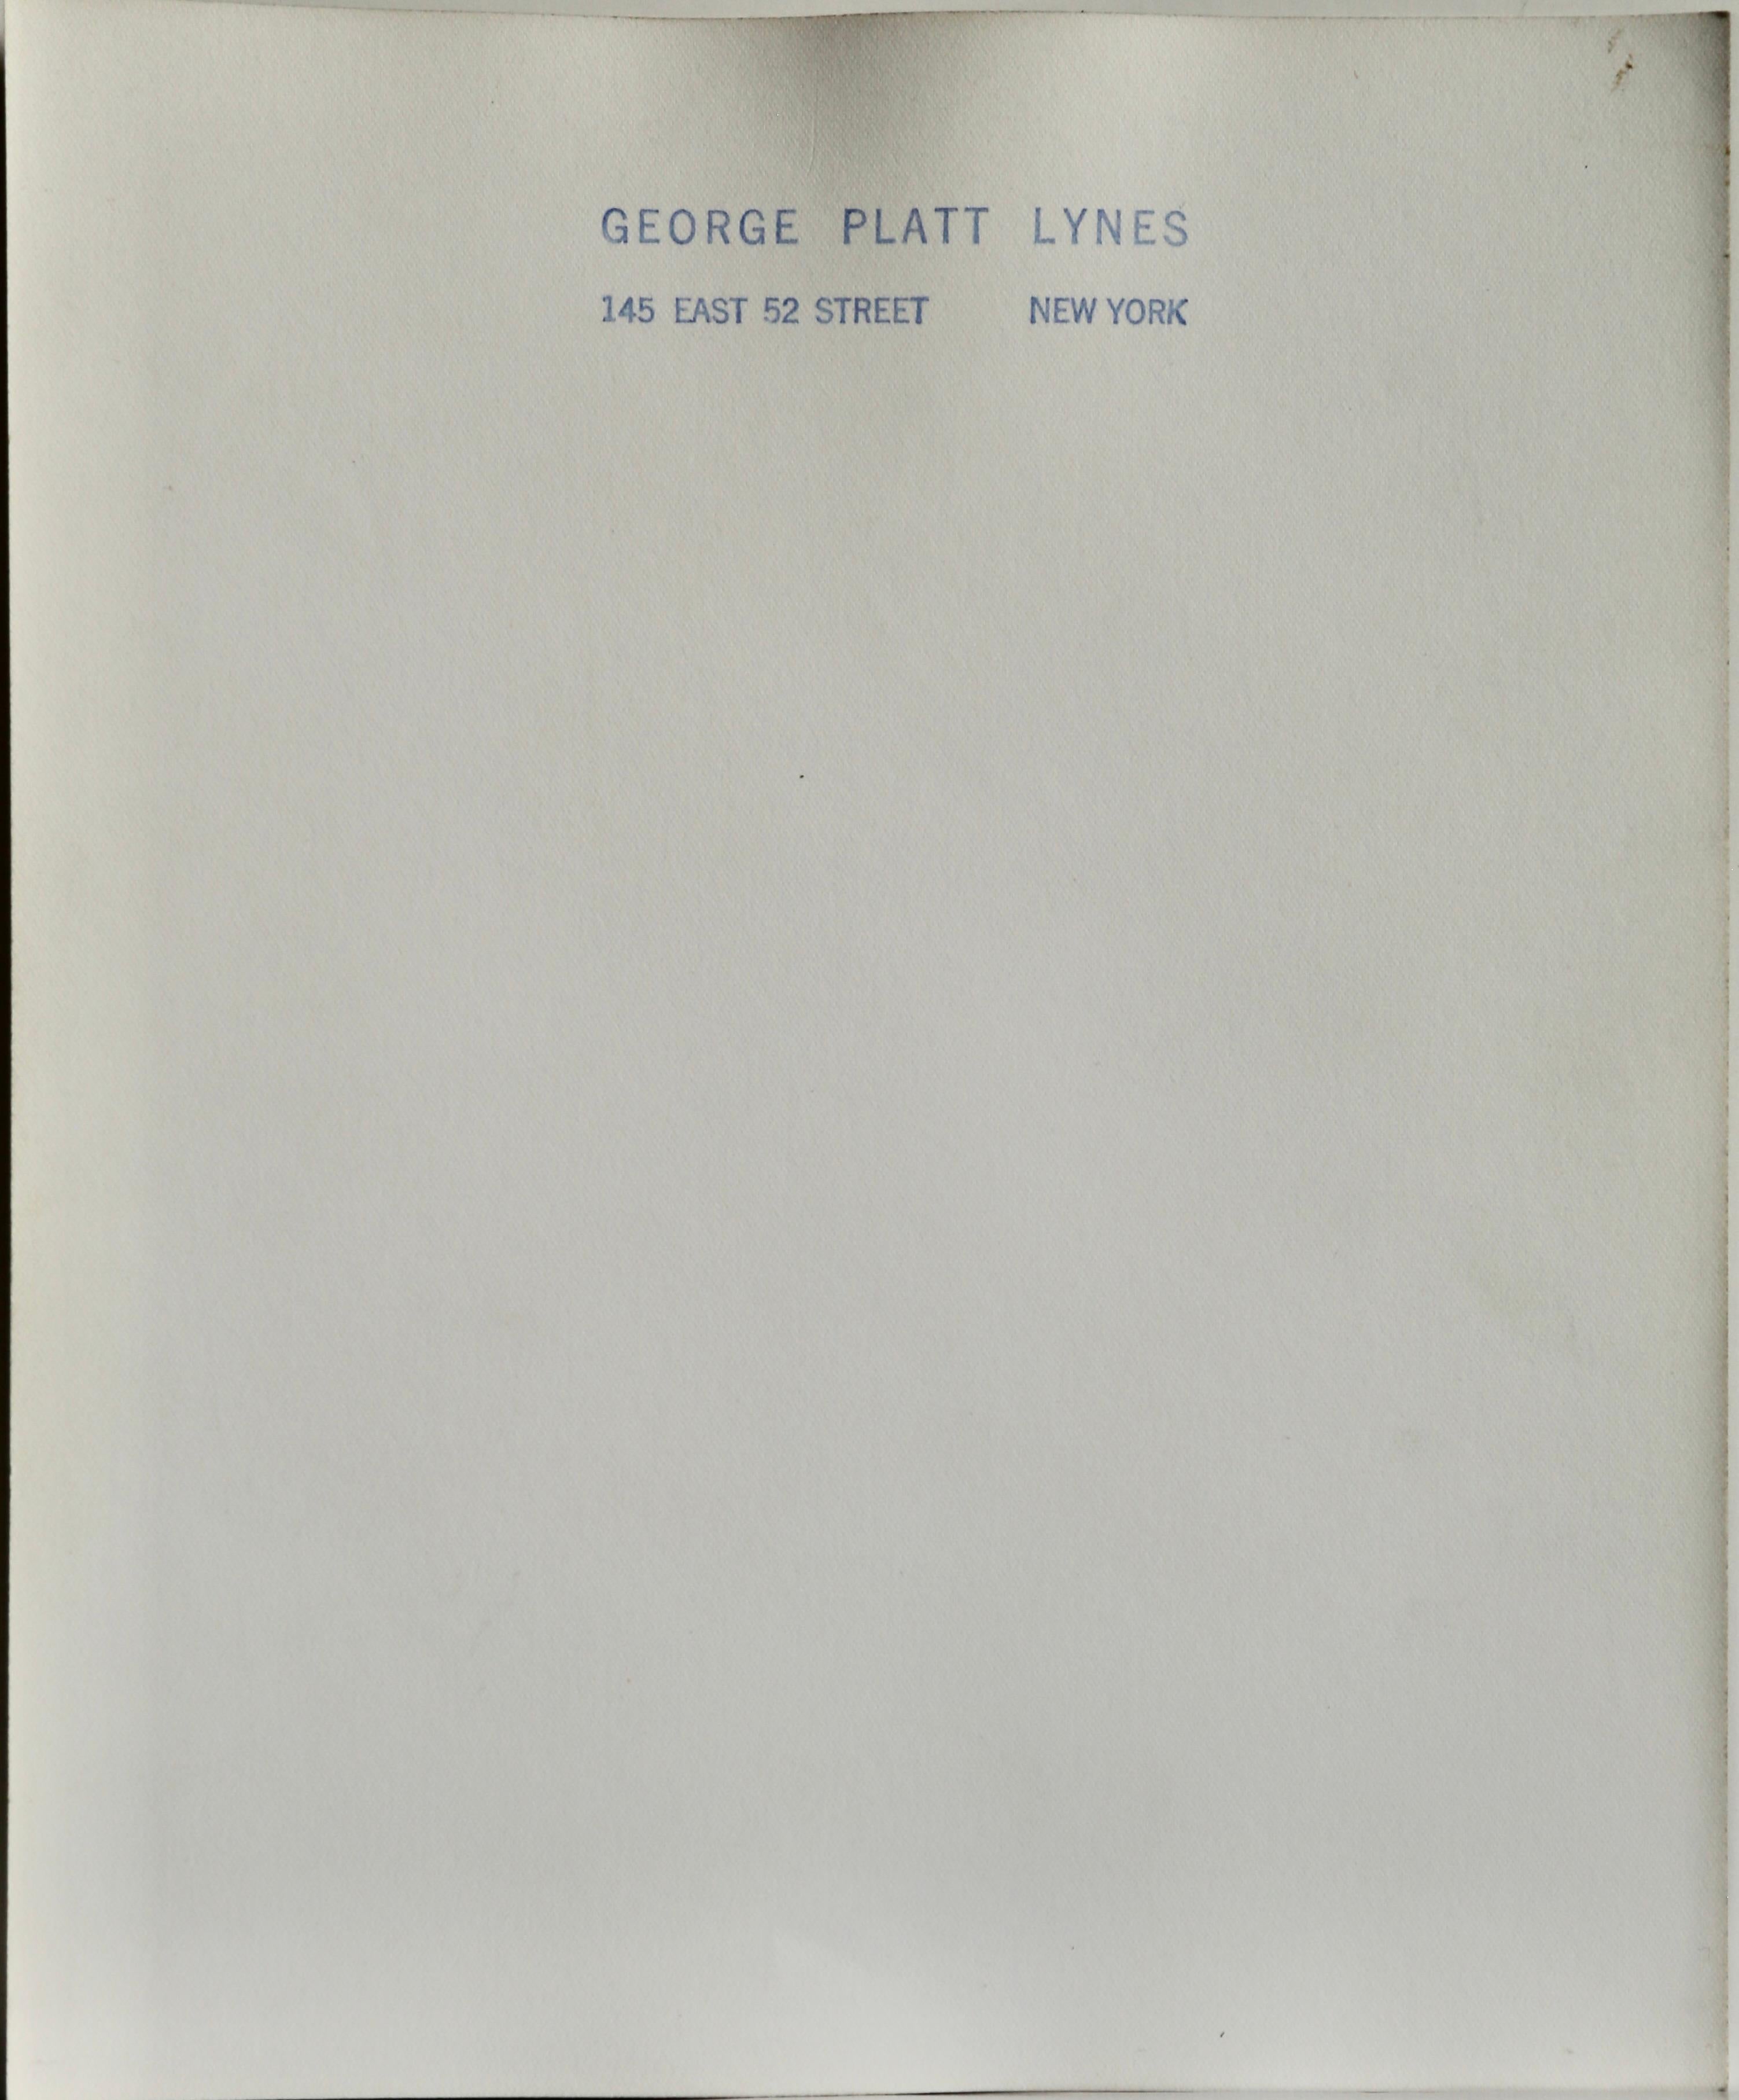 GEORGE PLATT LYNES
145 EAST 52 STREET NEW YORK